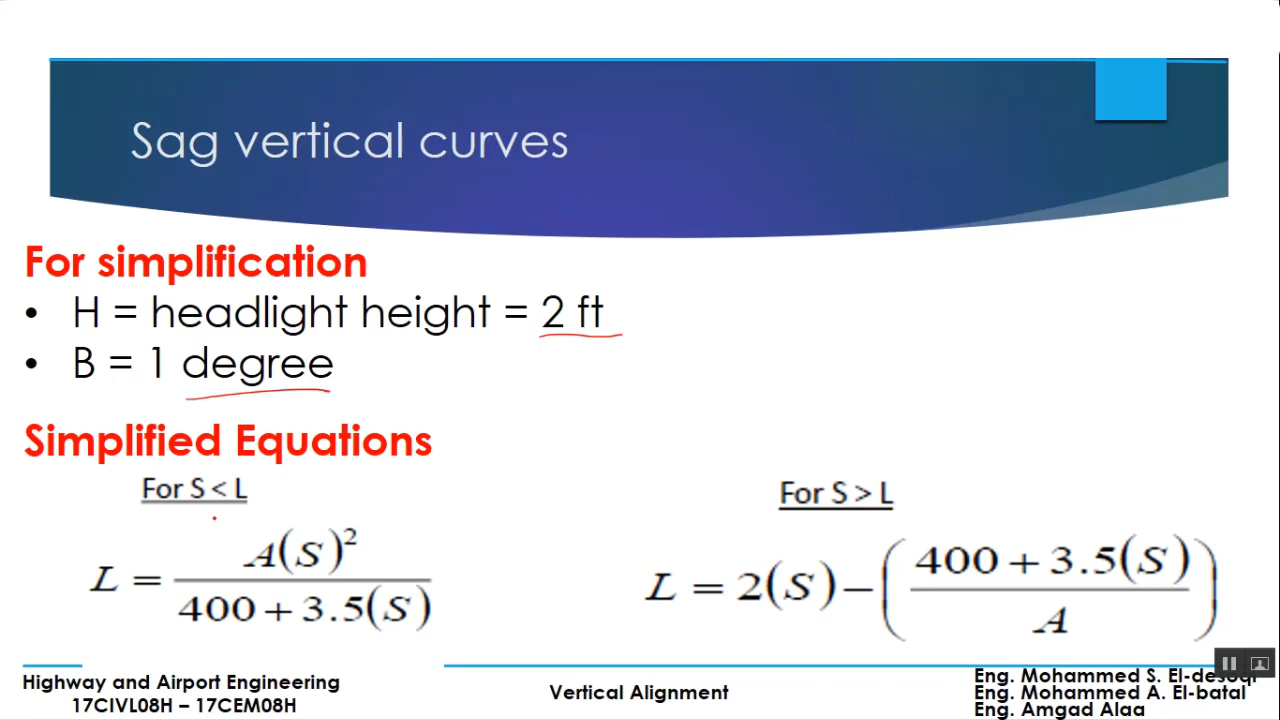 Sag vertical curves
For simplification
• H = headlight height = 2 ft
• B = 1 degree
Simplified Equations
For S < L
L = A(S)² / 400 + 3.5(S)
For S > L
L = 2(S) − (400 + 3.5(S) / A)
Highway and Airport Engineering
17CIVL08H – 17CEM08H
Vertical Alignment
Eng. Mohammed S. El-desuqi
Eng. Mohammed A. El-batal
Eng. Amgad Alaa